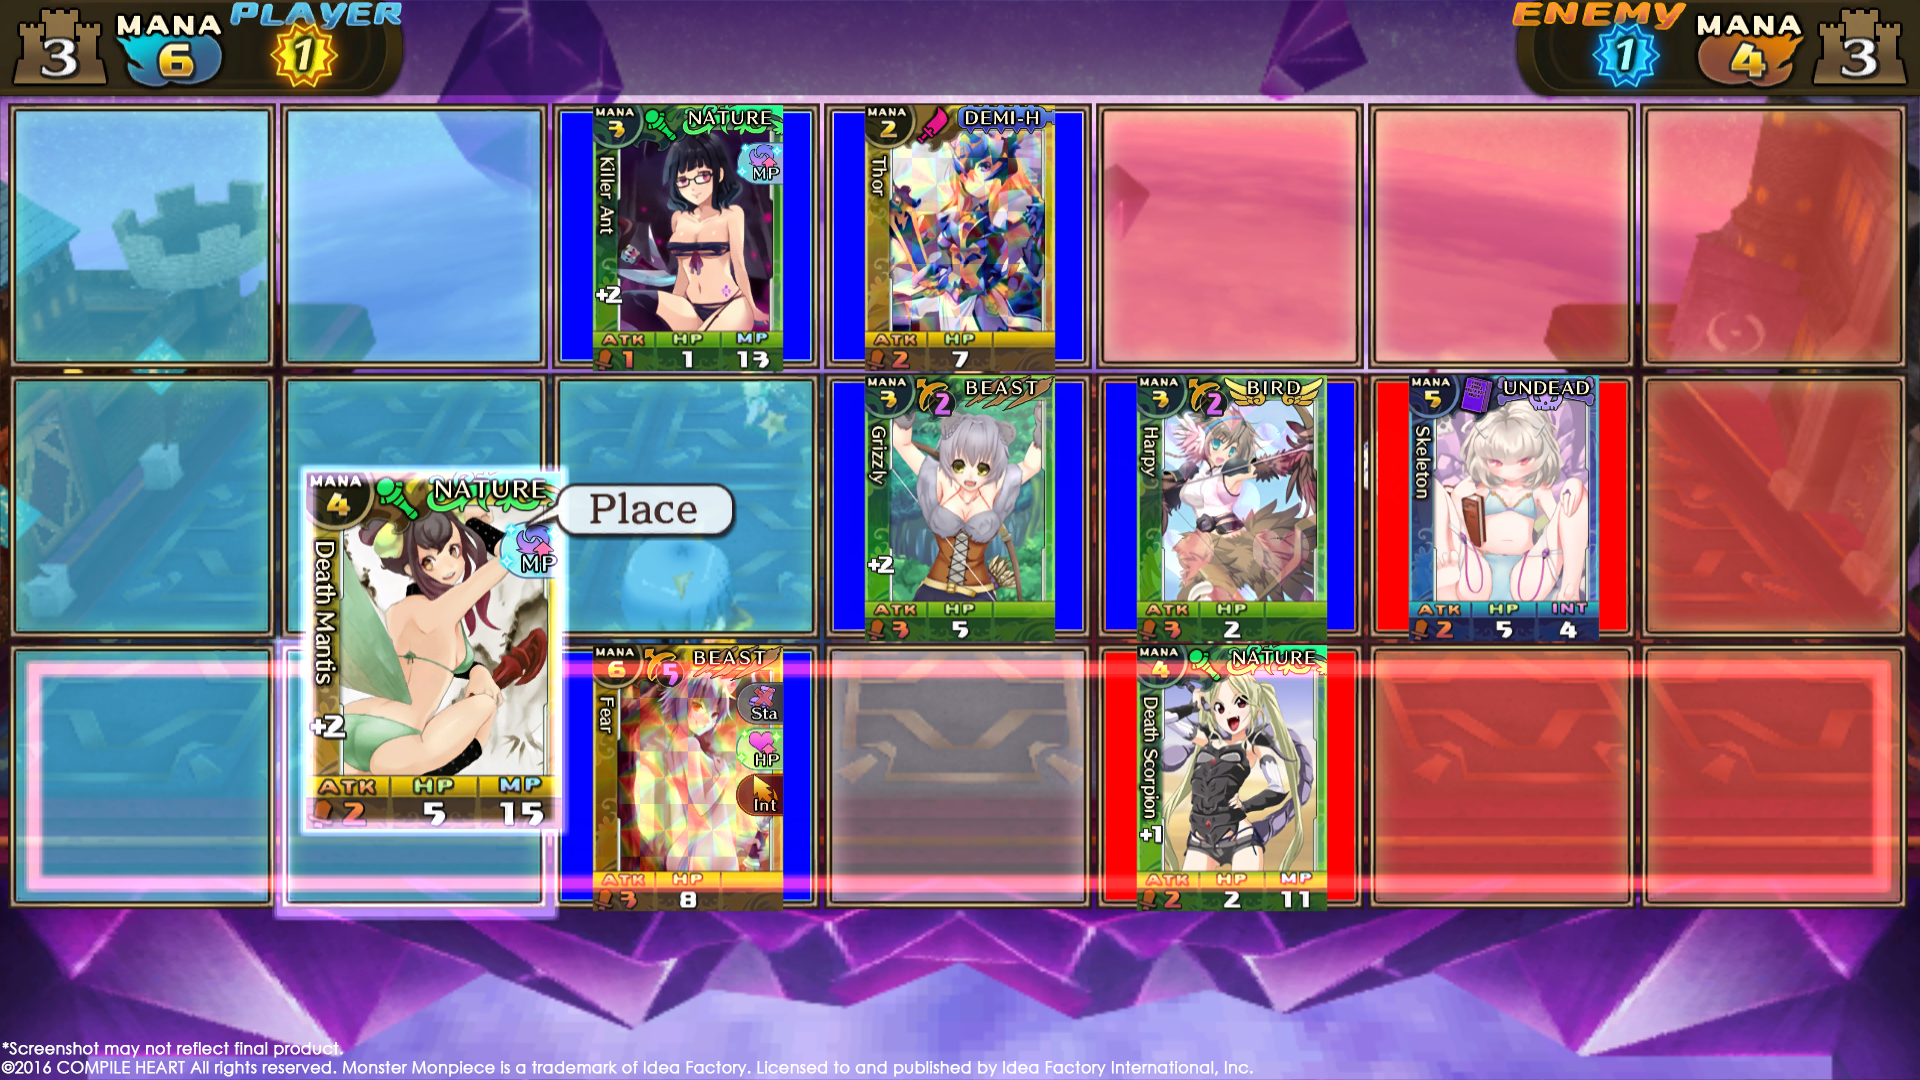 3 MANA 6 PLAYER 1
ENEMY 1 MANA 4 3
MANA 3 NATURE
MP
Killer Ant
+2
ATK HP MP
1 1 13
MANA 2 DEMI-H
Thor
ATK HP
2 7
MANA 3 2 BEAST
Grizzly
+2
ATK HP
3 5
MANA 3 2 BIRD
Harpy
ATK HP
3 2
MANA 5 UNDEAD
Skeleton
ATK HP INT
2 5 4
MANA 4 NATURE
MP
Death Mantis
+2
ATK HP MP
2 5 15
Place
MANA 6 5 BEAST
Fear
Sta
HP
Int
ATK HP
3 8
MANA 4 NATURE
Death Scorpion
+1
ATK HP MP
2 2 11
*Screenshot may not reflect final product.
©2016 COMPILE HEART All rights reserved. Monster Monpiece is a trademark of Idea Factory. Licensed to and published by Idea Factory International, Inc.